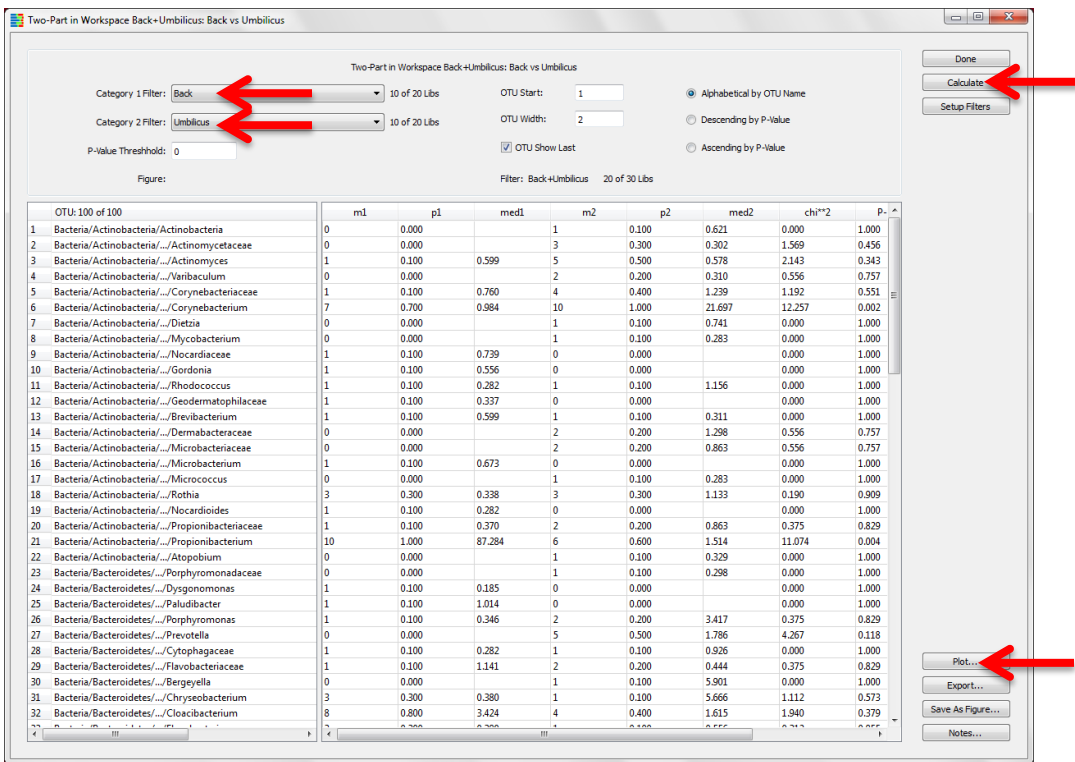 Two-Part in Workspace Back+Umbilicus: Back vs Umbilicus
Two-Part in Workspace Back+Umbilicus: Back vs Umbilicus
Category 1 Filter: Back 10 of 20 Libs OTU Start: 1 Alphabetical by OTU Name
Category 2 Filter: Umbilicus 10 of 20 Libs OTU Width: 2 Descending by P-Value
P-Value Threshhold: 0 OTU Show Last Ascending by P-Value
Figure: Filter: Back+Umbilicus 20 of 30 Libs
Done
Calculate
Setup Filters
OTU: 100 of 100 m1 p1 med1 m2 p2 med2 chi**2 P-
1 Bacteria/Actinobacteria/Actinobacteria 0 0.000 1 0.100 0.621 0.000 1.000
2 Bacteria/Actinobacteria/.../Actinomycetaceae 0 0.000 3 0.300 0.302 1.569 0.456
3 Bacteria/Actinobacteria/.../Actinomyces 1 0.100 0.599 5 0.500 0.578 2.143 0.343
4 Bacteria/Actinobacteria/.../Varibaculum 0 0.000 2 0.200 0.310 0.556 0.757
5 Bacteria/Actinobacteria/.../Corynebacteriaceae 1 0.100 0.760 4 0.400 1.239 1.192 0.551
6 Bacteria/Actinobacteria/.../Corynebacterium 7 0.700 0.984 10 1.000 21.697 12.257 0.002
7 Bacteria/Actinobacteria/.../Dietzia 0 0.000 1 0.100 0.741 0.000 1.000
8 Bacteria/Actinobacteria/.../Mycobacterium 0 0.000 1 0.100 0.283 0.000 1.000
9 Bacteria/Actinobacteria/.../Nocardiaceae 1 0.100 0.739 0 0.000 0.000 1.000
10 Bacteria/Actinobacteria/.../Gordonia 1 0.100 0.556 0 0.000 0.000 1.000
11 Bacteria/Actinobacteria/.../Rhodococcus 1 0.100 0.282 1 0.100 1.156 0.000 1.000
12 Bacteria/Actinobacteria/.../Geodermatophilaceae 1 0.100 0.337 0 0.000 0.000 1.000
13 Bacteria/Actinobacteria/.../Brevibacterium 1 0.100 0.599 1 0.100 0.311 0.000 1.000
14 Bacteria/Actinobacteria/.../Dermabacteraceae 0 0.000 2 0.200 1.298 0.556 0.757
15 Bacteria/Actinobacteria/.../Microbacteriaceae 0 0.000 2 0.200 0.863 0.556 0.757
16 Bacteria/Actinobacteria/.../Microbacterium 1 0.100 0.673 0 0.000 0.000 1.000
17 Bacteria/Actinobacteria/.../Micrococcus 0 0.000 1 0.100 0.283 0.000 1.000
18 Bacteria/Actinobacteria/.../Rothia 3 0.300 0.338 3 0.300 1.133 0.190 0.909
19 Bacteria/Actinobacteria/.../Nocardioides 1 0.100 0.282 0 0.000 0.000 1.000
20 Bacteria/Actinobacteria/.../Propionibacteriaceae 1 0.100 0.370 2 0.200 0.863 0.375 0.829
21 Bacteria/Actinobacteria/.../Propionibacterium 10 1.000 87.284 6 0.600 1.514 11.074 0.004
22 Bacteria/Actinobacteria/.../Atopobium 0 0.000 1 0.100 0.329 0.000 1.000
23 Bacteria/Bacteroidetes/.../Porphyromonadaceae 0 0.000 1 0.100 0.298 0.000 1.000
24 Bacteria/Bacteroidetes/.../Dysgonomonas 1 0.100 0.185 0 0.000 0.000 1.000
25 Bacteria/Bacteroidetes/.../Paludibacter 1 0.100 1.014 0 0.000 0.000 1.000
26 Bacteria/Bacteroidetes/.../Porphyromonas 1 0.100 0.346 2 0.200 3.417 0.375 0.829
27 Bacteria/Bacteroidetes/.../Prevotella 0 0.000 5 0.500 1.786 4.267 0.118
28 Bacteria/Bacteroidetes/.../Cytophagaceae 1 0.100 0.282 1 0.100 0.926 0.000 1.000
29 Bacteria/Bacteroidetes/.../Flavobacteriaceae 1 0.100 1.141 2 0.200 0.444 0.375 0.829
30 Bacteria/Bacteroidetes/.../Bergeyella 0 0.000 1 0.100 5.901 0.000 1.000
31 Bacteria/Bacteroidetes/.../Chryseobacterium 3 0.300 0.380 1 0.100 5.666 1.112 0.573
32 Bacteria/Bacteroidetes/.../Cloacibacterium 8 0.800 3.424 4 0.400 1.615 1.940 0.379
Plot...
Export...
Save As Figure...
Notes...